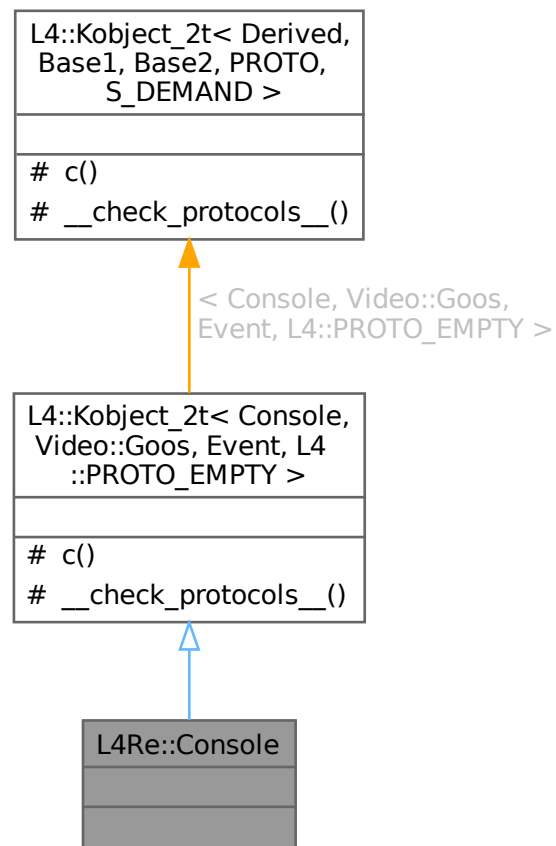 L4::Kobject_2t< Derived,
Base1, Base2, PROTO,
S_DEMAND >
# c()
# __check_protocols__()
< Console, Video::Goos,
Event, L4::PROTO_EMPTY >
L4::Kobject_2t< Console,
Video::Goos, Event, L4
::PROTO_EMPTY >
# c()
# __check_protocols__()
L4Re::Console